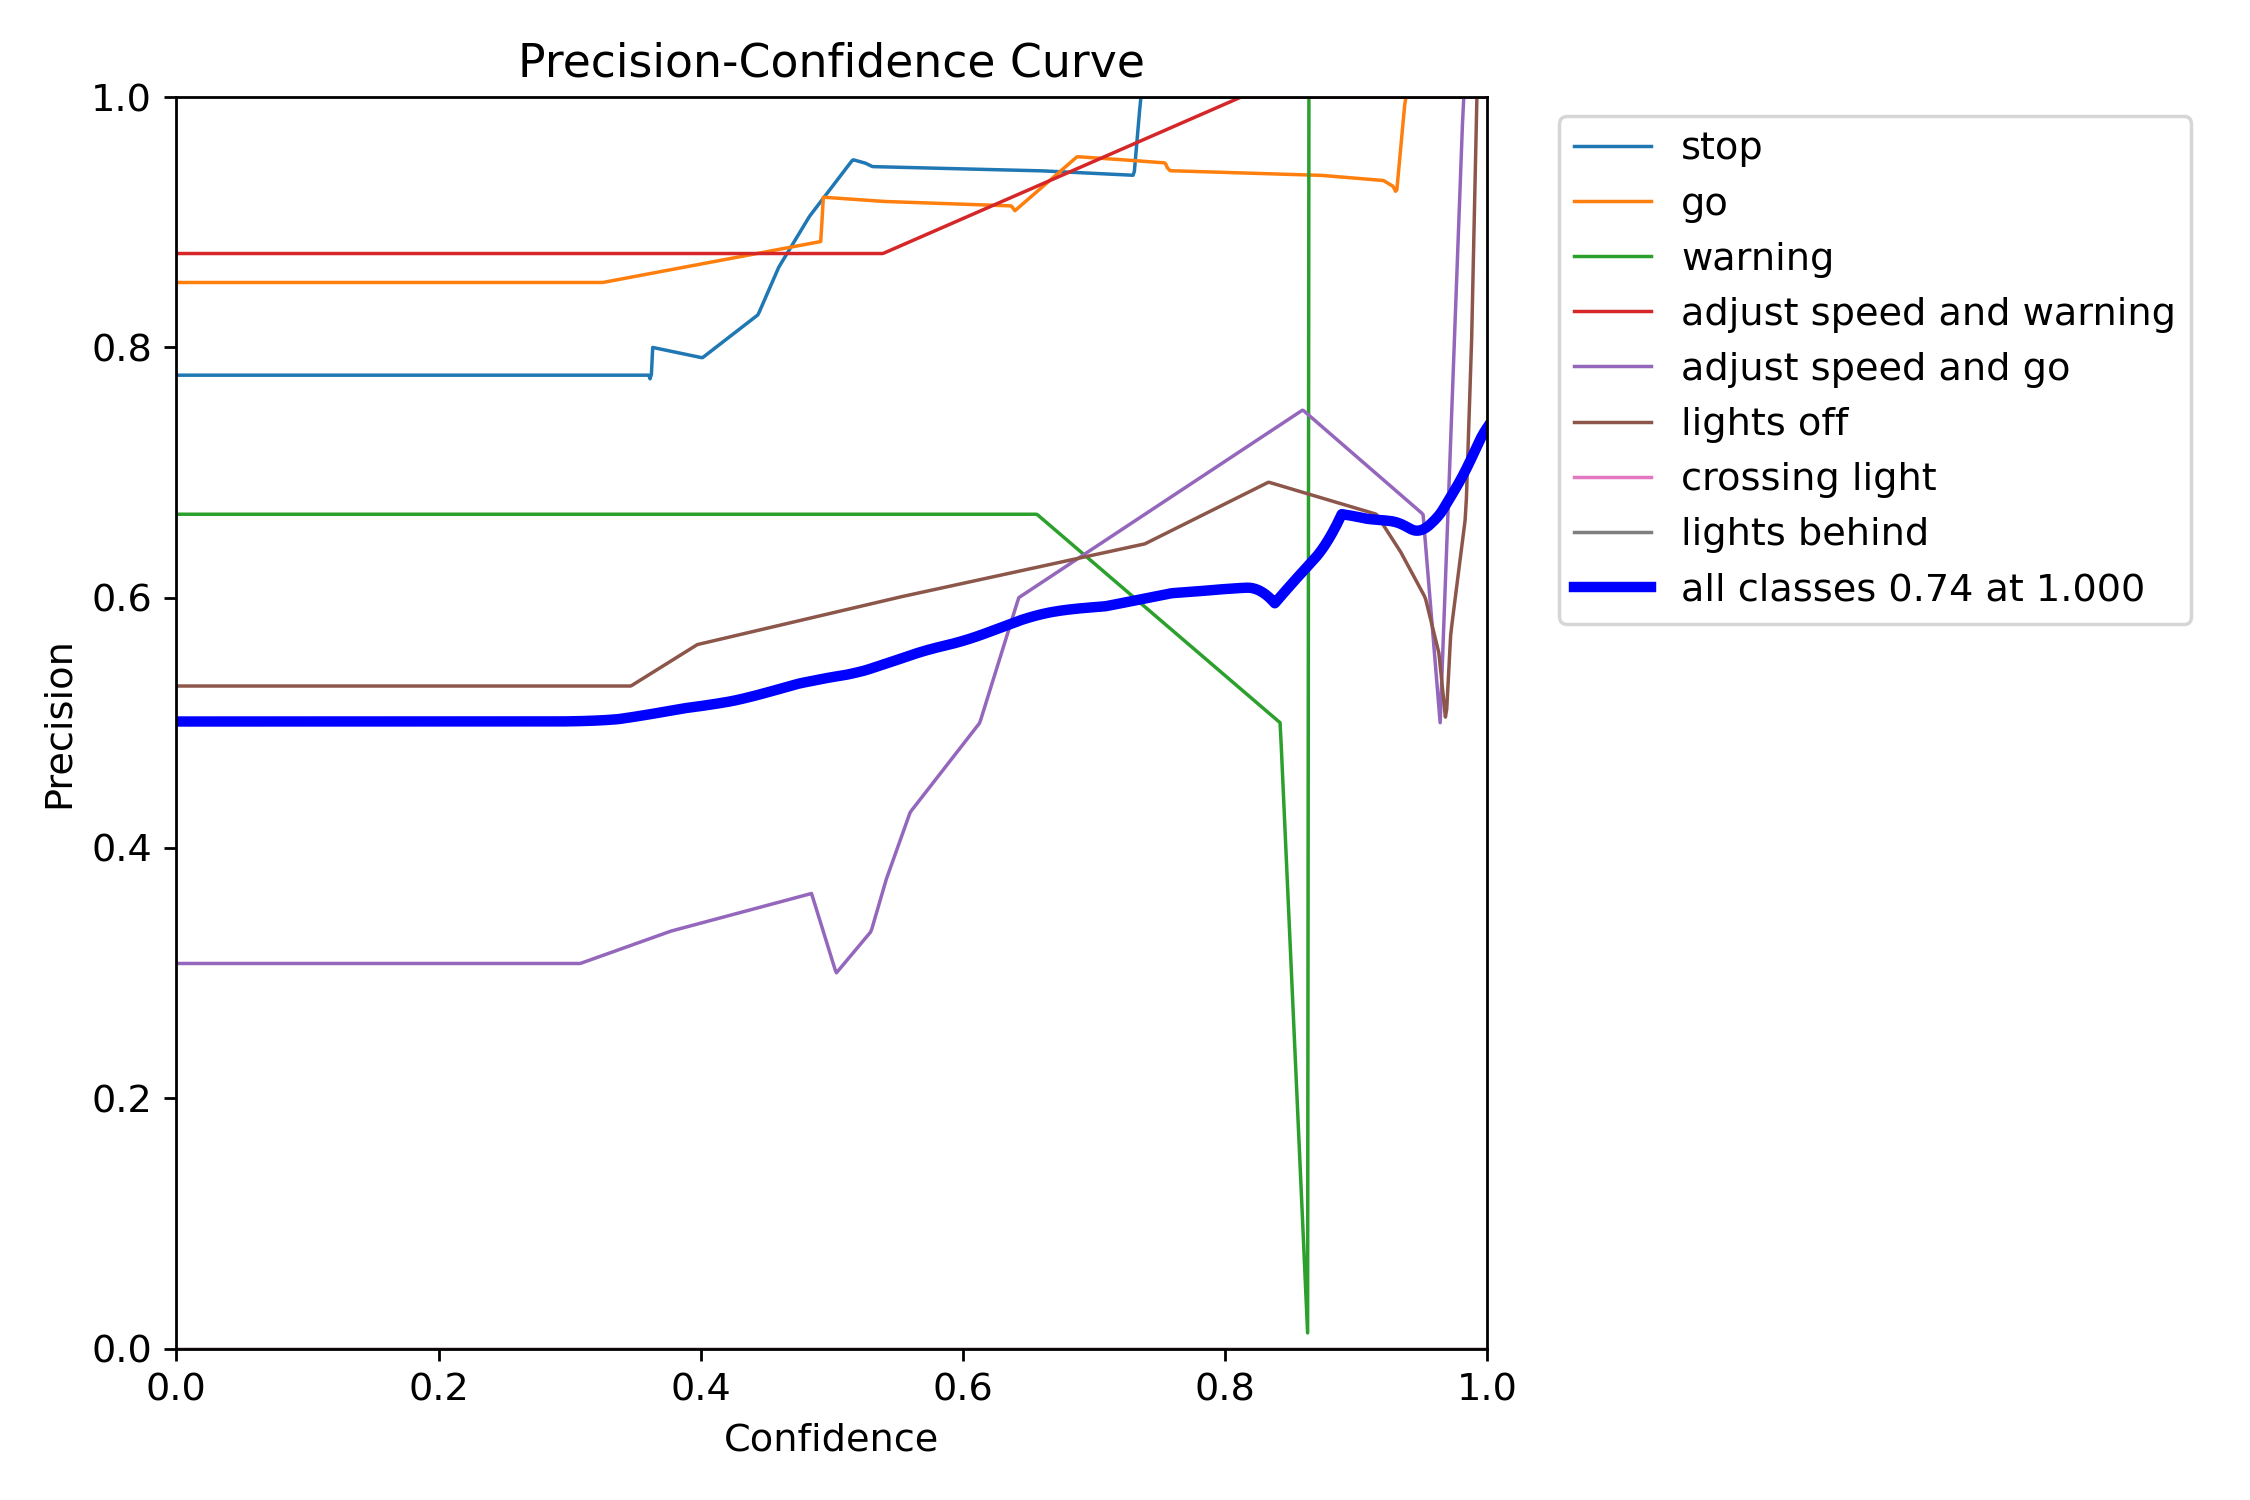 Precision-Confidence Curve
1.0
0.8
0.6
0.4
0.2
0.0
Precision
0.0 0.2 0.4 0.6 0.8 1.0
Confidence
stop
go
warning
adjust speed and warning
adjust speed and go
lights off
crossing light
lights behind
all classes 0.74 at 1.000